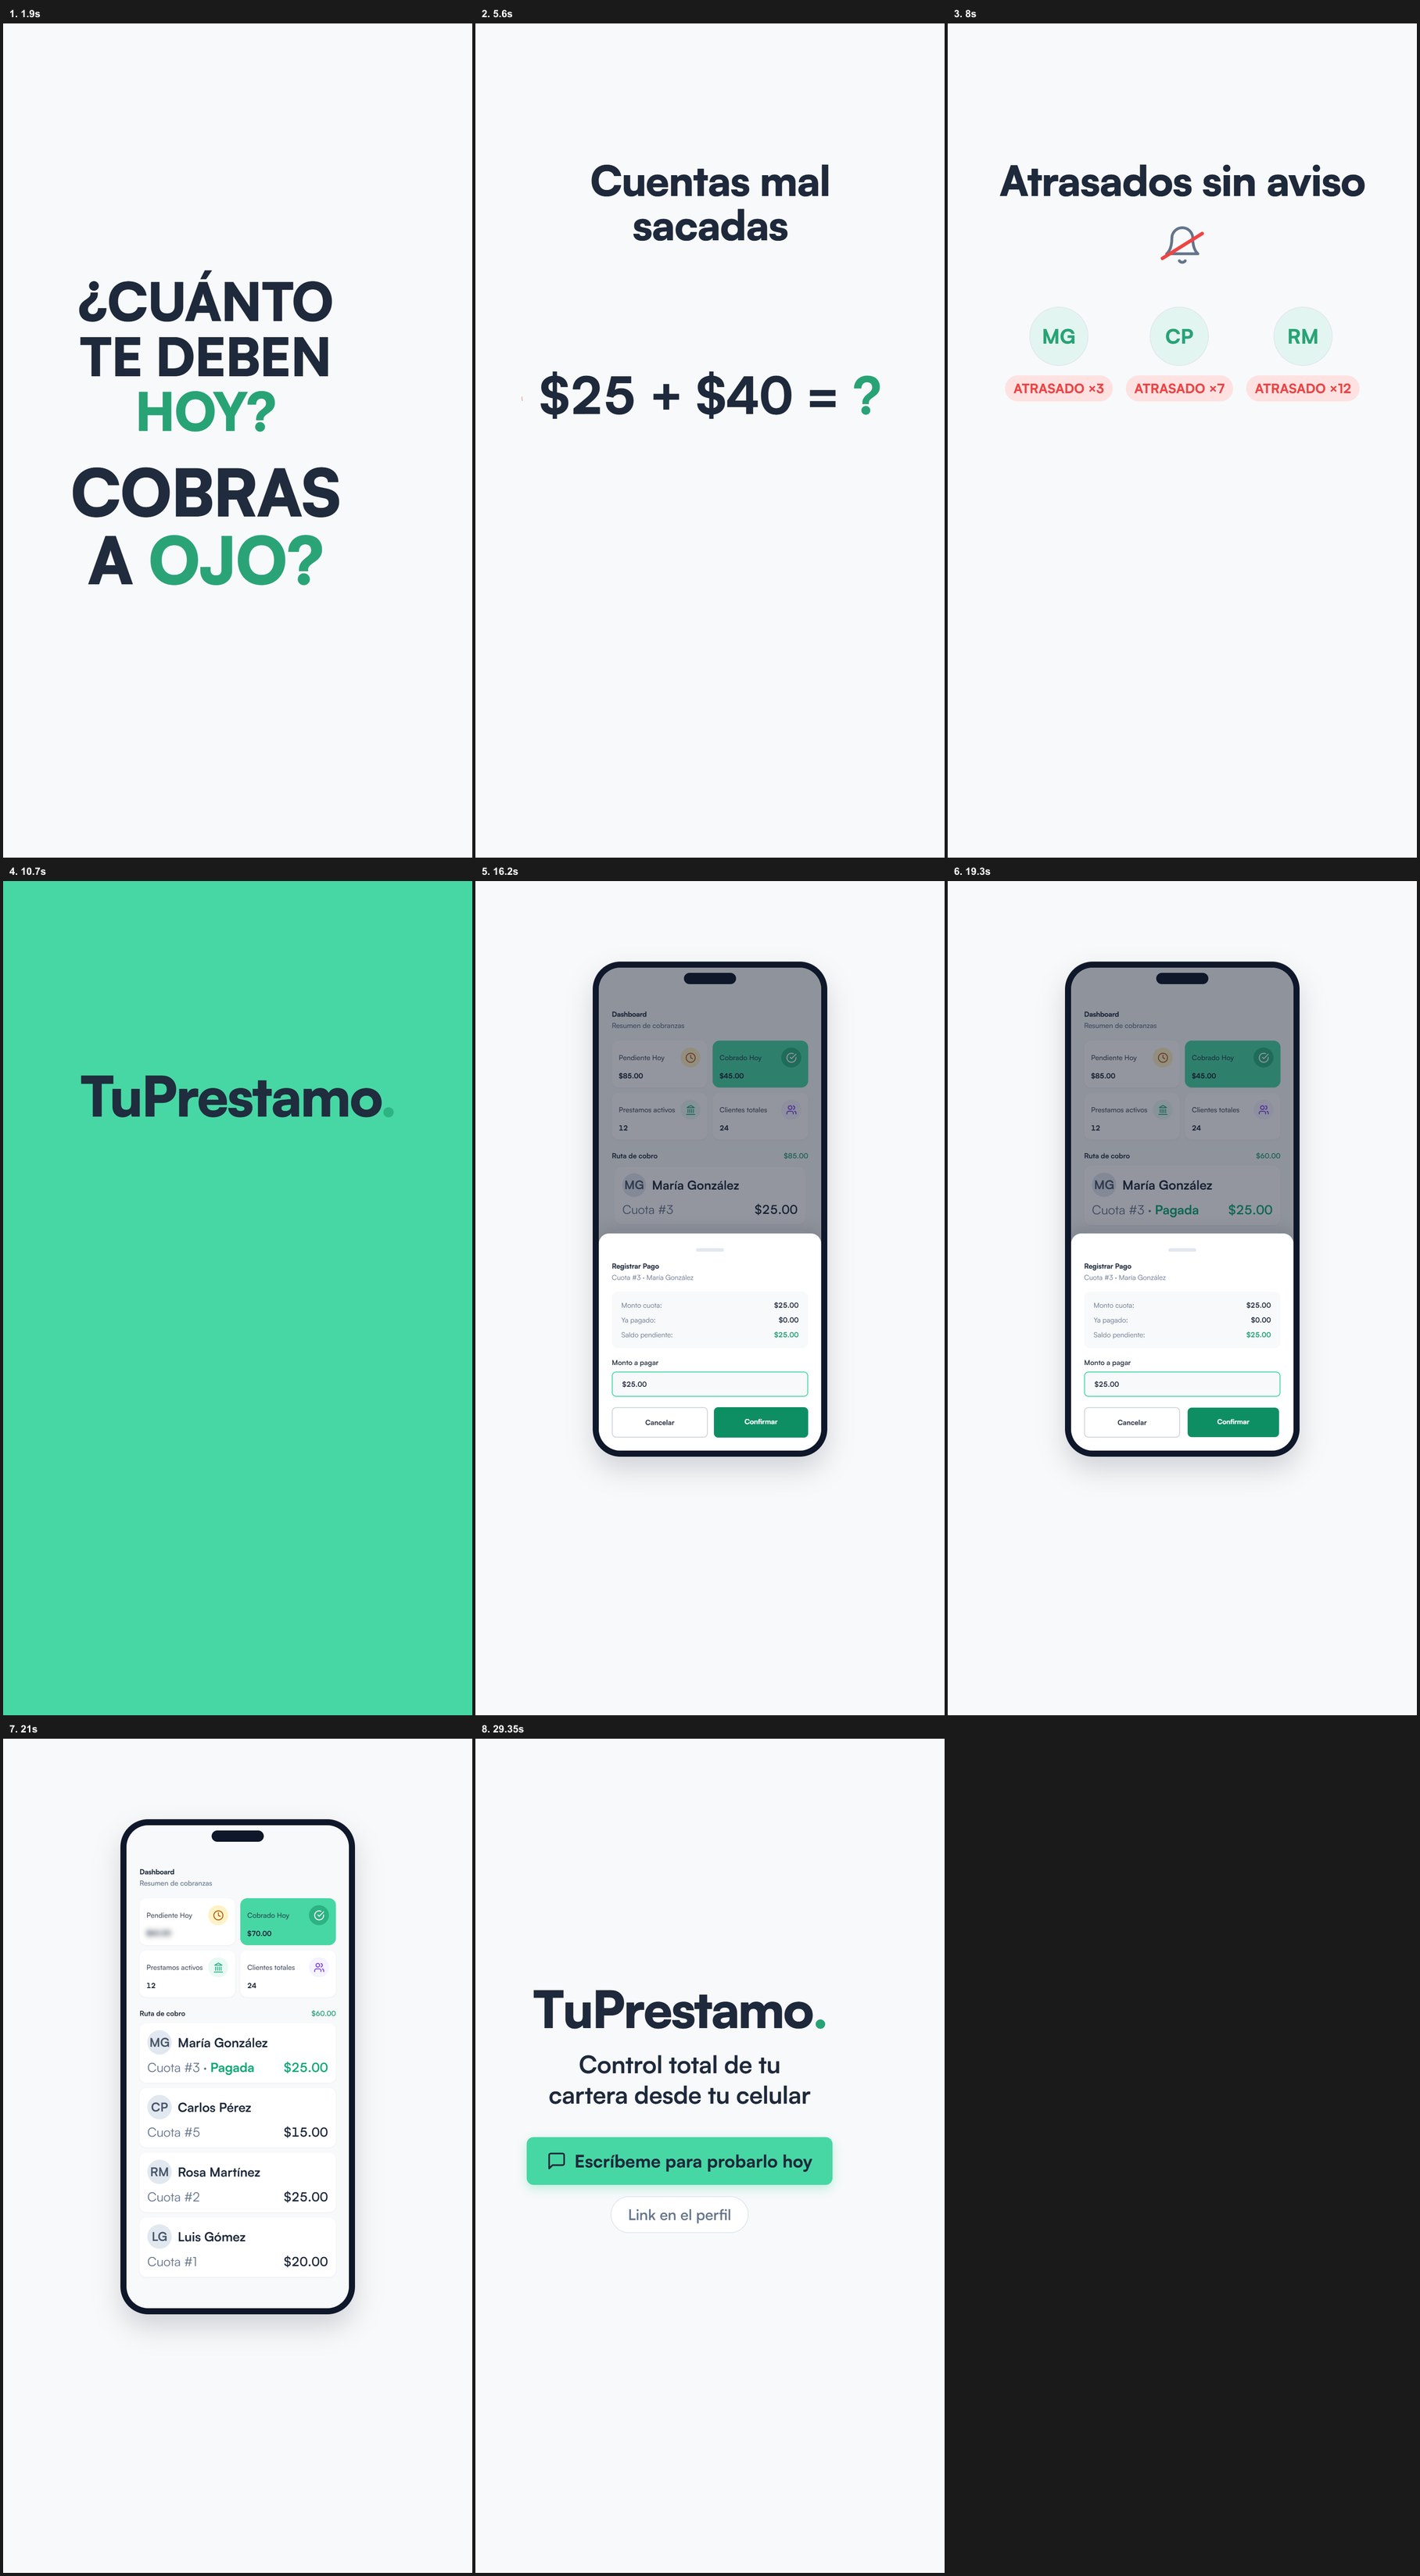 1. 1.9s
¿CUÁNTO
TE DEBEN
HOY?
COBRAS
A OJO?
2. 5.6s
Cuentas mal
sacadas
$25 + $40 = ?
3. 8s
Atrasados sin aviso
MG
CP
RM
ATRASADO ×3
ATRASADO ×7
ATRASADO ×12
4. 10.7s
TuPrestamo.
5. 16.2s
Dashboard
Resumen de cobranzas
Pendiente Hoy
$85.00
Cobrado Hoy
$45.00
Prestamos activos
12
Clientes totales
24
Ruta de cobro
$85.00
MG María González
Cuota #3
$25.00
Registrar Pago
Cuota #3 · María González
Monto cuota:
$25.00
Ya pagado:
$0.00
Saldo pendiente:
$25.00
Monto a pagar
$25.00
Cancelar
Confirmar
6. 19.3s
Dashboard
Resumen de cobranzas
Pendiente Hoy
$85.00
Cobrado Hoy
$45.00
Prestamos activos
12
Clientes totales
24
Ruta de cobro
$60.00
MG María González
Cuota #3 · Pagada
$25.00
Registrar Pago
Cuota #3 · María González
Monto cuota:
$25.00
Ya pagado:
$0.00
Saldo pendiente:
$25.00
Monto a pagar
$25.00
Cancelar
Confirmar
7. 21s
Dashboard
Resumen de cobranzas
Pendiente Hoy
Cobrado Hoy
$70.00
Prestamos activos
12
Clientes totales
24
Ruta de cobro
$60.00
MG María González
Cuota #3 · Pagada
$25.00
CP Carlos Pérez
Cuota #5
$15.00
RM Rosa Martínez
Cuota #2
$25.00
LG Luis Gómez
Cuota #1
$20.00
8. 29.35s
TuPrestamo.
Control total de tu
cartera desde tu celular
Escríbeme para probarlo hoy
Link en el perfil